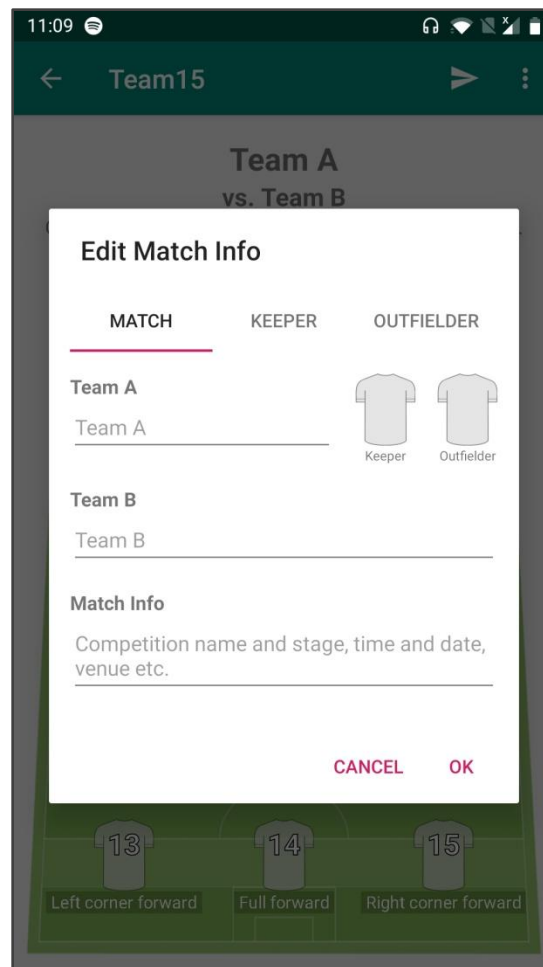 11:09
Team15
Team A
vs. Team B
Edit Match Info
MATCH KEEPER OUTFIELDER
Team A
Team A
Keeper Outfielder
Team B
Team B
Match Info
Competition name and stage, time and date,
venue etc.
CANCEL OK
13 14 15
Left corner forward Full forward Right corner forward